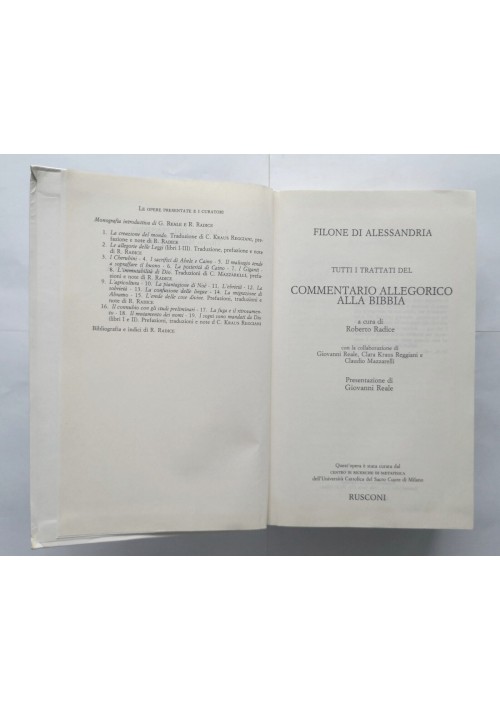 LE OPERE PRESENTATE E I CURATORI
Monografia introduttiva di G. REALE e R. RADICE
1. La creazione del mondo. Traduzione di C. KRAUS REGGIANI, pre-
fazione e note di R. RADICE
2. Le allegorie delle Leggi (libri I-III). Traduzione, prefazione e note
di R. RADICE
3. I Cherubini · 4. I sacrifici di Abele e Caino · 5. Il malvagio tende a
sopraffare il buono · 6. La posterità di Caino · 7. I Giganti ·
8. L'immutabilità di Dio. Traduzioni di C. MAZZARELLI, prefa-
zioni e note di R. RADICE
9. L'agricoltura · 10. La piantagione di Noè · 11. L'ebrietà · 12. La
sobrietà · 13. La confusione delle lingue · 14. La migrazione di
Abramo · 15. L'erede delle cose divine. Prefazioni, traduzioni e
note di R. RADICE
16. Il connubio con gli studi preliminari · 17. La fuga e il ritrovamen-
to · 18. Il mutamento dei nomi · 19. I sogni sono mandati da Dio
(libri I e II). Prefazioni, traduzioni e note di C. KRAUS REGGIANI
Bibliografia e indici di R. RADICE
FILONE DI ALESSANDRIA
TUTTI I TRATTATI DEL
COMMENTARIO ALLEGORICO
ALLA BIBBIA
a cura di
Roberto Radice
con la collaborazione di
Giovanni Reale, Clara Kraus Reggiani e
Claudio Mazzarelli
Presentazione di
Giovanni Reale
Quest'opera è stata curata dal
CENTRO DI RICERCHE DI METAFISICA
dell'Università Cattolica del Sacro Cuore di Milano
RUSCONI